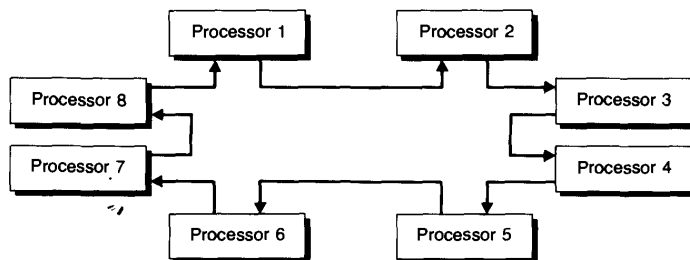 Processor 1
Processor 2
Processor 8
Processor 3
Processor 7
Processor 4
Processor 6
Processor 5